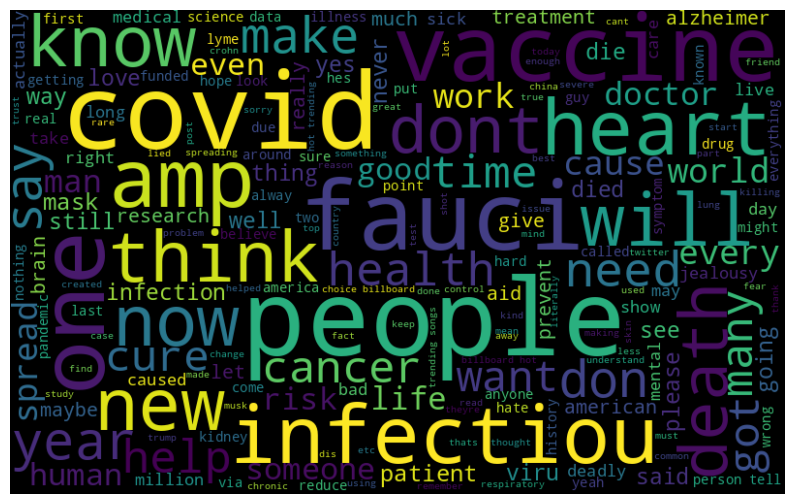 first
medical
science
data
illness
much
sick
treatment
cant
alzheimer
actually
know
make
lyme
crohn
vaccine
lot
today
enough
care
friend
getting
love
funded
hes
hope
look
even
yes
never
die
known
way
real
long
covid
really
hot trending
put
work
china
true
severe
guy
doctor
live
trust
take
rare
due
sorry
post
great
dont
heart
drug
start
part
everything
lied
spreading
around
something
reason
right
sure
good
time
cause
best
world
say
man
amp
thing
point
died
symptom
lung
killing
mask
alway
fauci
will
day
still
research
well
two
country
give
shot
issue
test
mind
might
one
think
problem
believe
top
called
twitter
every
nothing
brain
infection
health
hard
prevent
need
jealousy
spread
pandemic
created
helped
america
choice billboard
done
control
aid
literally
used
may
fear
last
now
people
kind
show
see
thank
case
cure
fact
keep
mean
away
making
skin
less
understand
many
going
find
change
cancer
trending songs
billboard hot
want
don
mental
please
caused
made
let
come
bad
theyre
anyone
death
got
wrong
maybe
new
risk
life
read
hate
american
study
musk
infectiou
history
must
year
trump
kidney
thats
thought
common
help
dis
etc
human
someone
patient
viru
deadly
said
person
tell
million
via
chronic
using
reduce
remember
respiratory
yeah